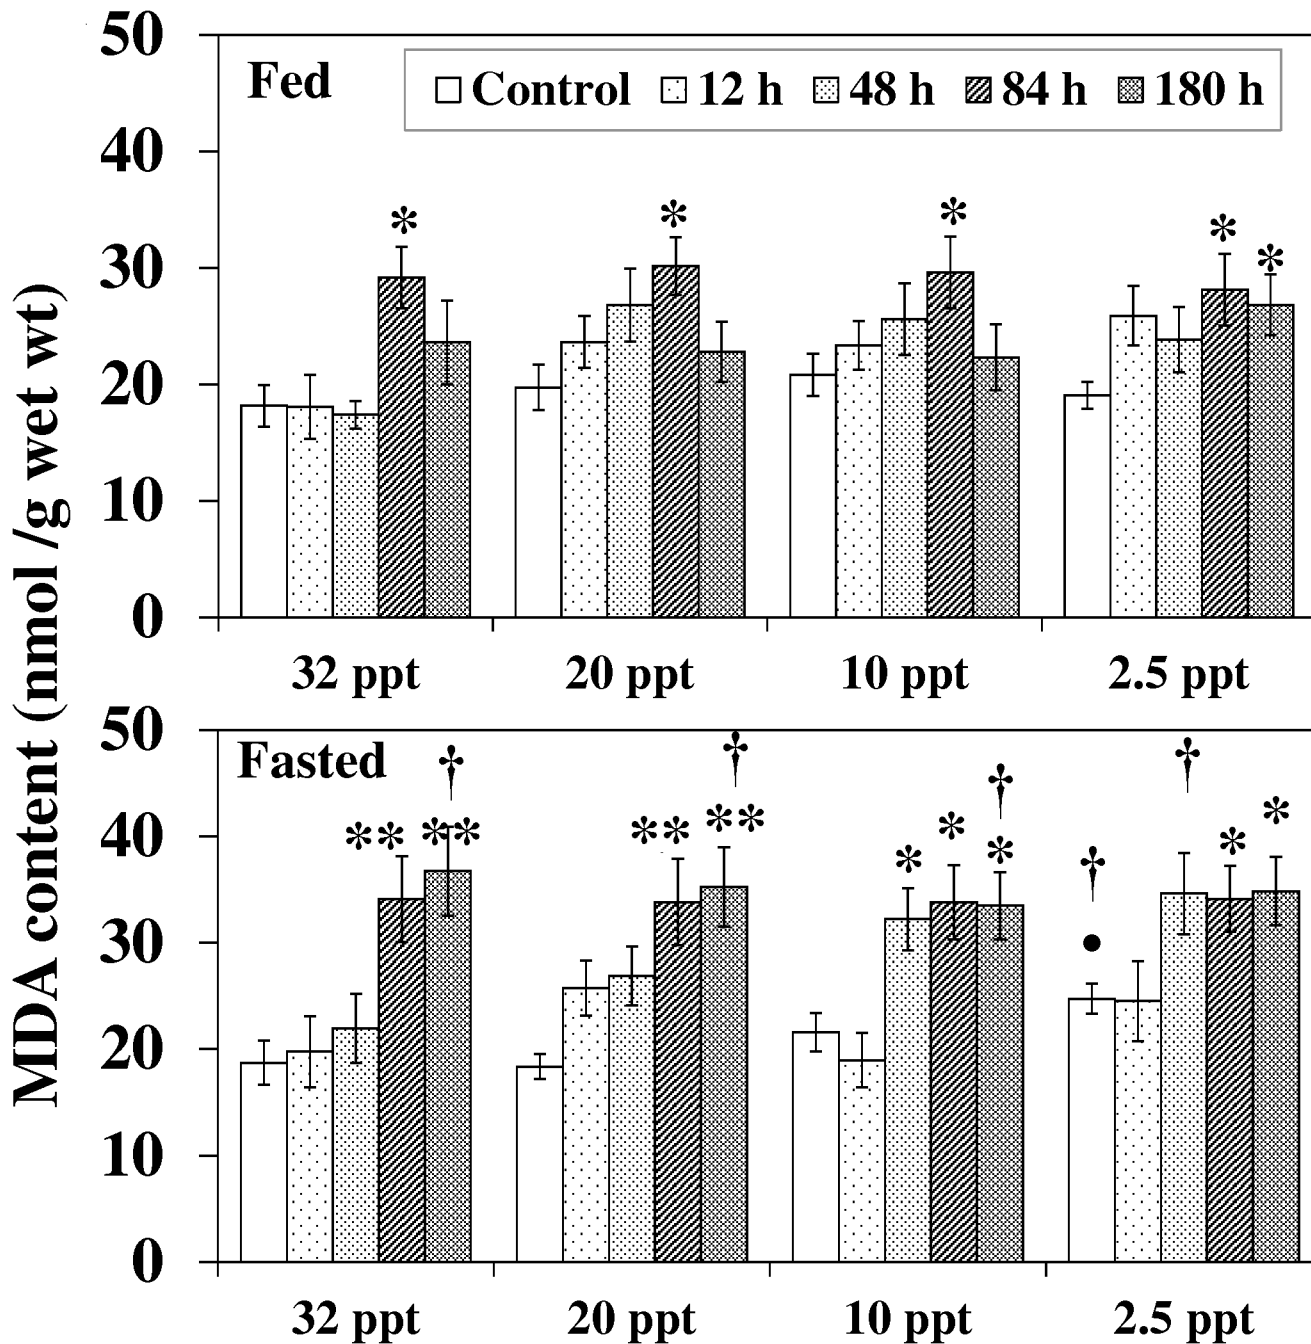 MDA content (nmol /g wet wt)
50
Fed
Control 12 h 48 h 84 h 180 h
40
* * * * *
30
20
10
0
32 ppt 20 ppt 10 ppt 2.5 ppt
50
Fasted
† † † †
** ** ** ** * * * * *
†
40
•
30
20
10
0
32 ppt 20 ppt 10 ppt 2.5 ppt